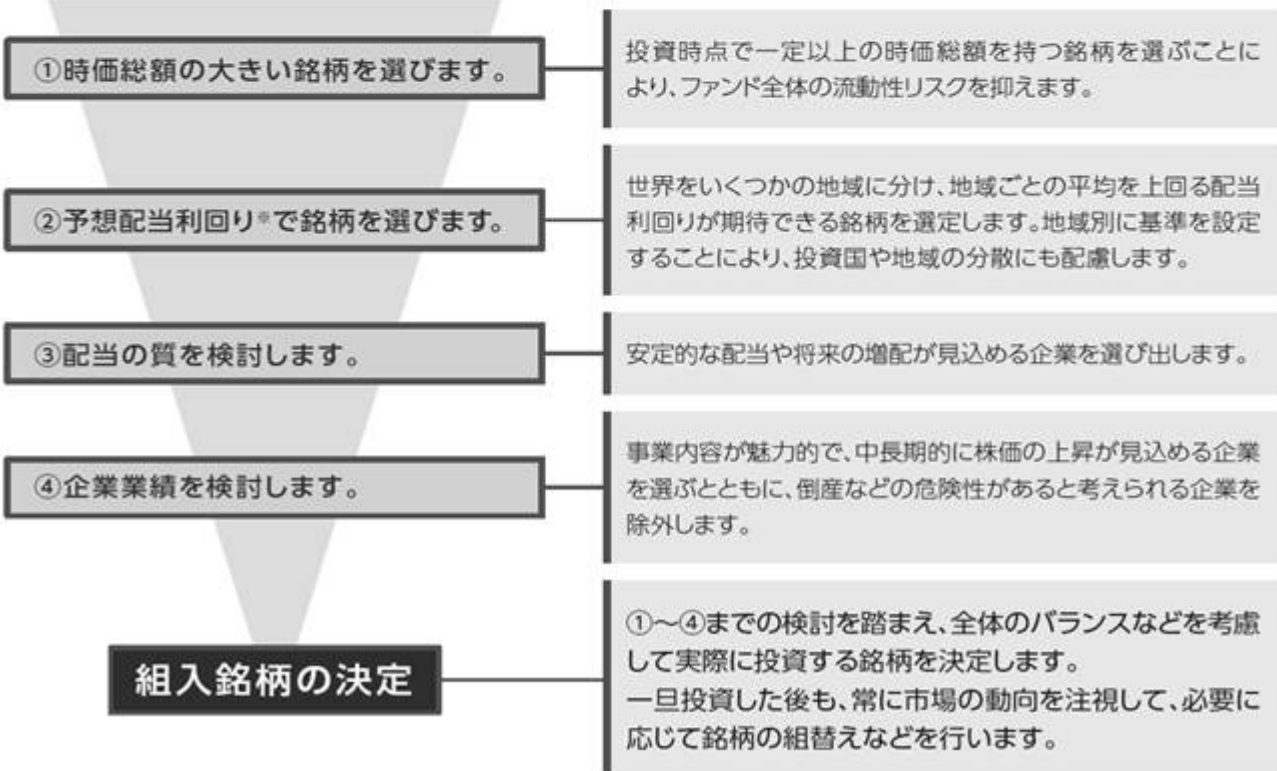 ①時価総額の大きい銘柄を選びます。
投資時点で一定以上の時価総額を持つ銘柄を選ぶことに
より、ファンド全体の流動性リスクを抑えます。
②予想配当利回り※で銘柄を選びます。
世界をいくつかの地域に分け、地域ごとの平均を上回る配当
利回りが期待できる銘柄を選定します。地域別に基準を設定
することにより、投資国や地域の分散にも配慮します。
③配当の質を検討します。
安定的な配当や将来の増配が見込める企業を選び出します。
④企業業績を検討します。
事業内容が魅力的で、中長期的に株価の上昇が見込める企業
を選ぶとともに、倒産などの危険性があると考えられる企業を
除外します。
組入銘柄の決定
①〜④までの検討を踏まえ、全体のバランスなどを考慮
して実際に投資する銘柄を決定します。
一旦投資した後も、常に市場の動向を注視して、必要に
応じて銘柄の組替えなどを行います。